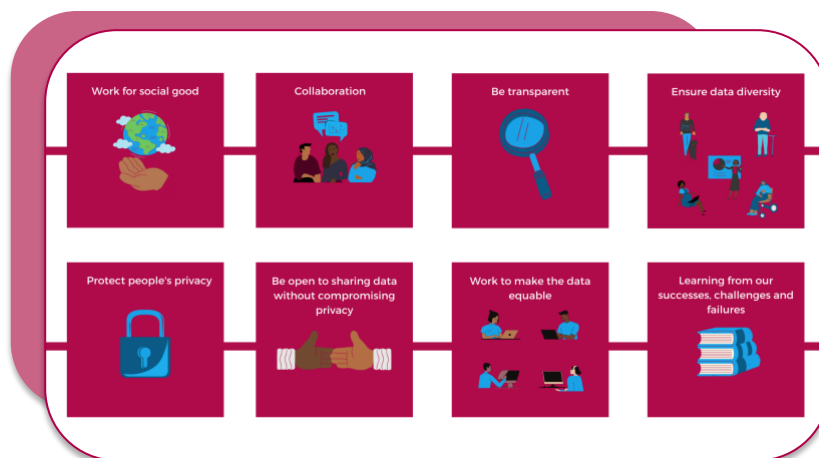 Work for social good
Collaboration
Be transparent
Ensure data diversity
Protect people's privacy
Be open to sharing data
without compromising
privacy
Work to make the data
equable
Learning from our
successes, challenges and
failures